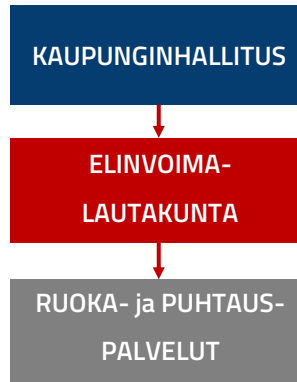 KAUPUNGINHALLITUS
ELINVOIMA-
LAUTAKUNTA
RUOKA- ja PUHTAUS-
PALVELUT